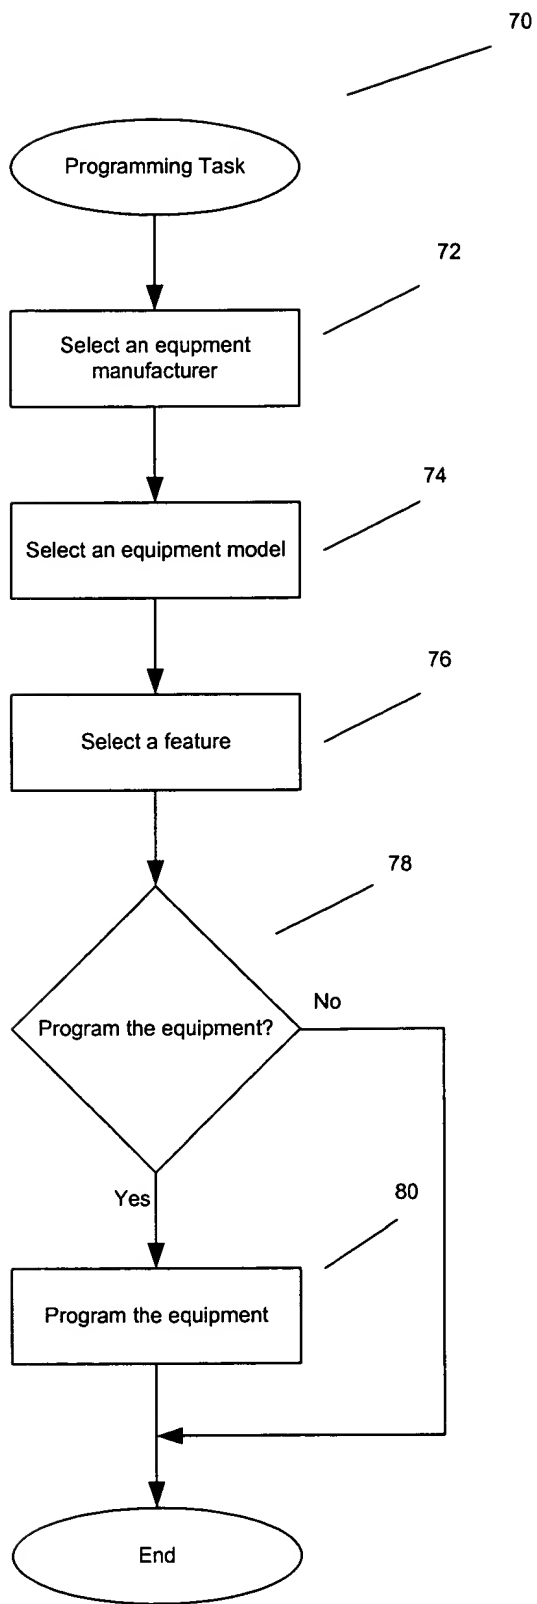 70
Programming Task
72
Select an equpment
manufacturer
74
Select an equipment model
76
Select a feature
78
Program the equipment?
No
Yes
80
Program the equipment
End